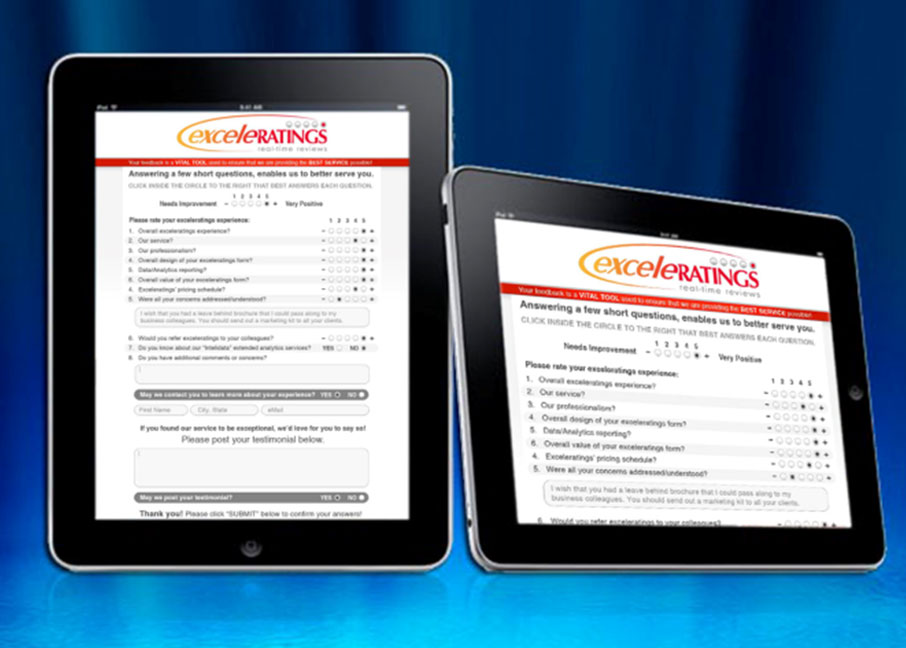 iPad
9:41 AM
exceleRATINGS
real-time reviews
Your feedback is a VITAL TOOL used to ensure that we are providing the BEST SERVICE possible!
Answering a few short questions, enables us to better serve you.
CLICK INSIDE THE CIRCLE TO THE RIGHT THAT BEST ANSWERS EACH QUESTION.
1 2 3 4 5
Needs Improvement - + Very Positive
Please rate your exceleratings experience: 1 2 3 4 5
1. Overall exceleratings experience? - +
2. Our service? - +
3. Our professionalism? - +
4. Overall design of your exceleratings form? - +
5. Data/Analytics reporting? - +
6. Overall value of your exceleratings form? - +
4. Exceleratings' pricing schedule? - +
5. Were all your concerns addressed/understood? - +
I wish that you had a leave behind brochure that I could pass along to my
business colleagues. You should send out a marketing kit to all your clients.
6. Would you refer exceleratings to your colleagues? - +
7. Do you know about our "Intelidata" extended analytics services? YES NO
8. Do you have additional comments or concerns?
May we contact you to learn more about your experience? YES NO
First Name City, State eMail
If you found our service to be exceptional, we'd love for you to say so!
Please post your testimonial below.
May we post your testimonial? YES NO
Thank you! Please click "SUBMIT" below to confirm your answers!
iPad
9:41 AM
exceleRATINGS
real-time reviews
Your feedback is a VITAL TOOL used to ensure that we are providing the BEST SERVICE possible!
Answering a few short questions, enables us to better serve you.
CLICK INSIDE THE CIRCLE TO THE RIGHT THAT BEST ANSWERS EACH QUESTION.
1 2 3 4 5
Needs Improvement - + Very Positive
Please rate your exceleratings experience: 1 2 3 4 5
1. Overall exceleratings experience? - +
2. Our service? - +
3. Our professionalism? - +
4. Overall design of your exceleratings form? - +
5. Data/Analytics reporting? - +
6. Overall value of your exceleratings form? - +
4. Exceleratings' pricing schedule? - +
5. Were all your concerns addressed/understood? - +
I wish that you had a leave behind brochure that I could pass along to my
business colleagues. You should send out a marketing kit to all your clients.
6. Would you refer exceleratings to your colleagues? - +